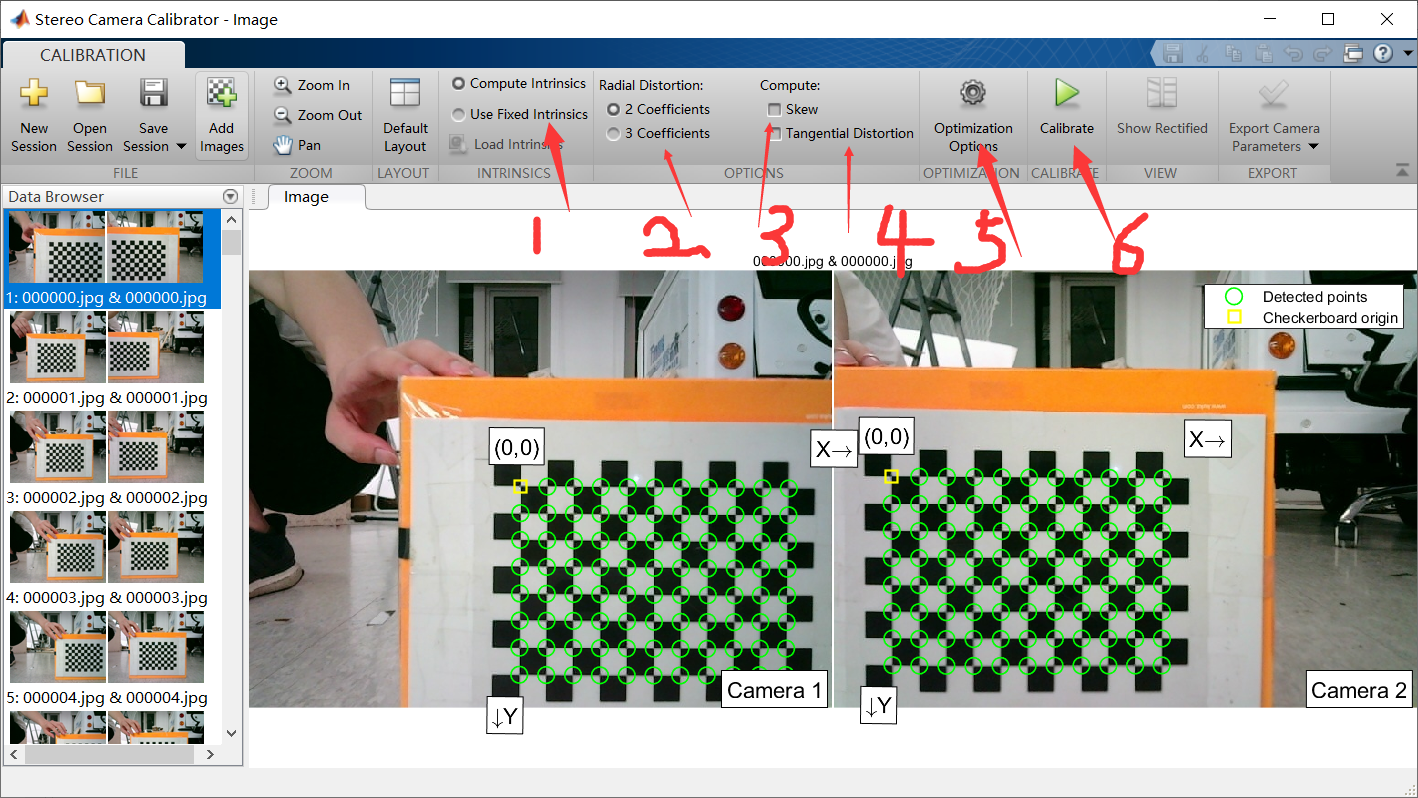 Stereo Camera Calibrator - Image
CALIBRATION
New Session
Open Session
Save Session
Add Images
FILE
Zoom In
Zoom Out
Pan
ZOOM
Default Layout
LAYOUT
Compute Intrinsics
Use Fixed Intrinsics
Load Intrinsics
INTRINSICS
Radial Distortion:
2 Coefficients
3 Coefficients
Compute:
Skew
Tangential Distortion
OPTIONS
Optimization Options
OPTIMIZATION
Calibrate
CALIBRATE
Show Rectified
VIEW
Export Camera Parameters
EXPORT
Data Browser
Image
1 2 3 4 5 6
1: 000000.jpg & 000000.jpg
2: 000001.jpg & 000001.jpg
3: 000002.jpg & 000002.jpg
4: 000003.jpg & 000003.jpg
5: 000004.jpg & 000004.jpg
000000.jpg & 000000.jpg
Detected points
Checkerboard origin
(0,0)
X→
↓Y
Camera 1
(0,0)
X→
↓Y
Camera 2